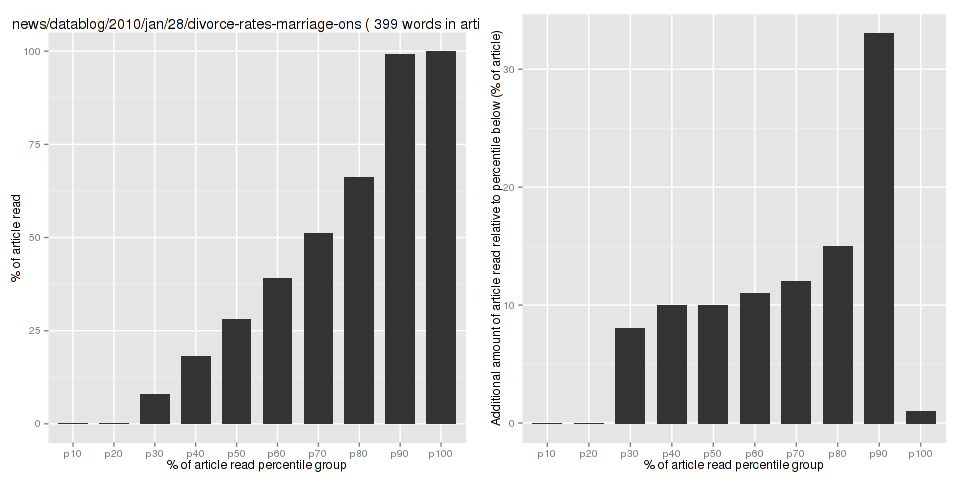 news/datablog/2010/jan/28/divorce-rates-marriage-ons ( 399 words in arti
% of article read
100
75
50
25
0
p10 p20 p30 p40 p50 p60 p70 p80 p90 p100
% of article read percentile group
Additional amount of article read relative to percentile below (% of article)
30
20
10
0
p10 p20 p30 p40 p50 p60 p70 p80 p90 p100
% of article read percentile group